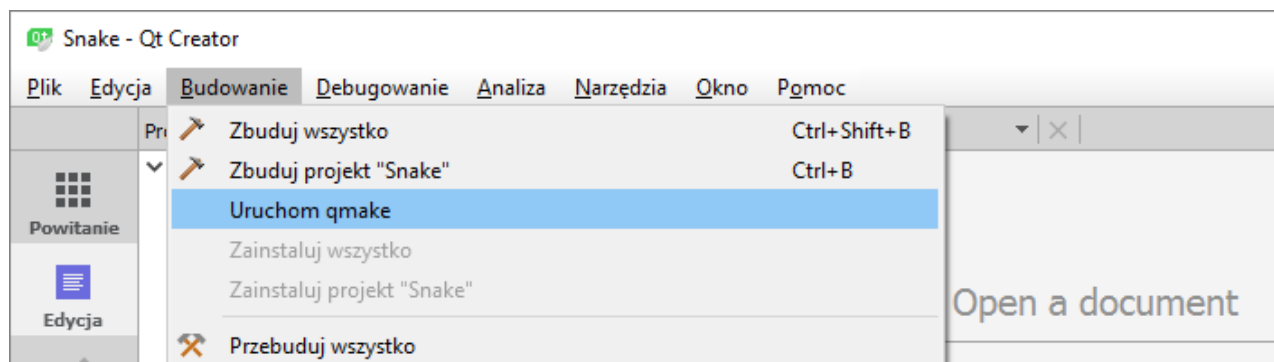 Snake - Qt Creator
Plik Edycja Budowanie Debugowanie Analiza Narzędzia Okno Pomoc
Zbuduj wszystko Ctrl+Shift+B
Zbuduj projekt "Snake" Ctrl+B
Uruchom qmake
Powitanie
Zainstaluj wszystko
Zainstaluj projekt "Snake"
Open a document
Edycja
Przebuduj wszystko